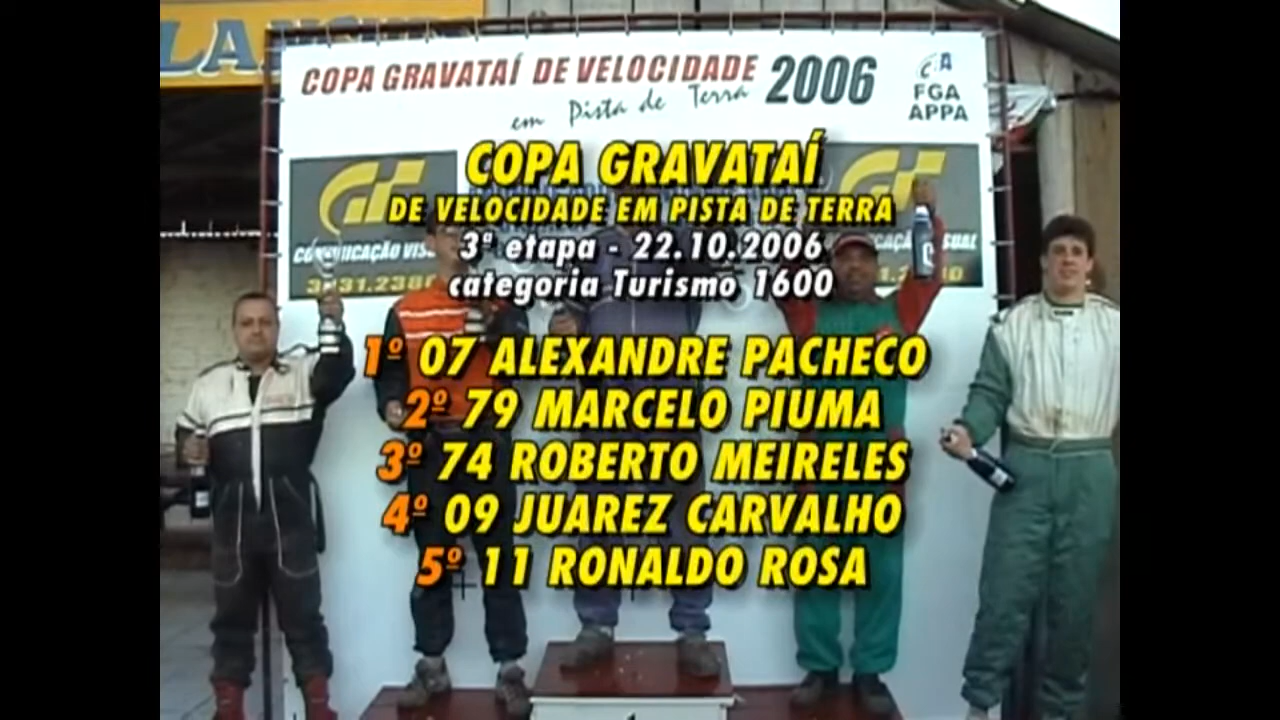 LA
COPA GRAVATAÍ DE VELOCIDADE 2006
em Pista de Terra
FGA
APPA
COPA GRAVATAÍ
DE VELOCIDADE EM PISTA DE TERRA
3ª etapa - 22.10.2006
categoria Turismo 1600
1º 07 ALEXANDRE PACHECO
2º 79 MARCELO PIUMA
3º 74 ROBERTO MEIRELES
4º 09 JUAREZ CARVALHO
5º 11 RONALDO ROSA